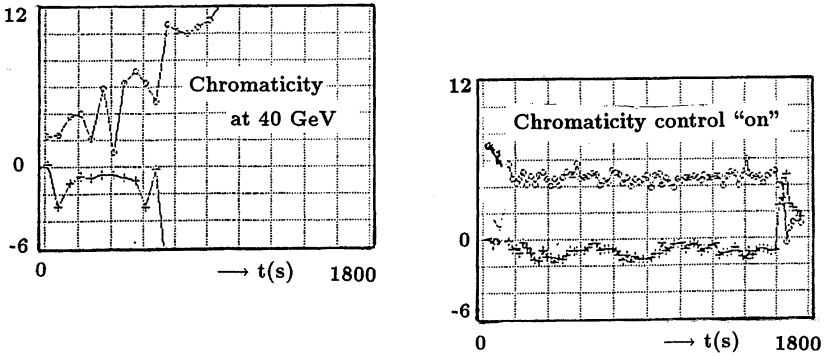 12
Chromaticity
at 40 GeV
0
-6
0
⟶ t(s)
1800
12
Chromaticity control “on”
0
-6
0
⟶ t(s)
1800